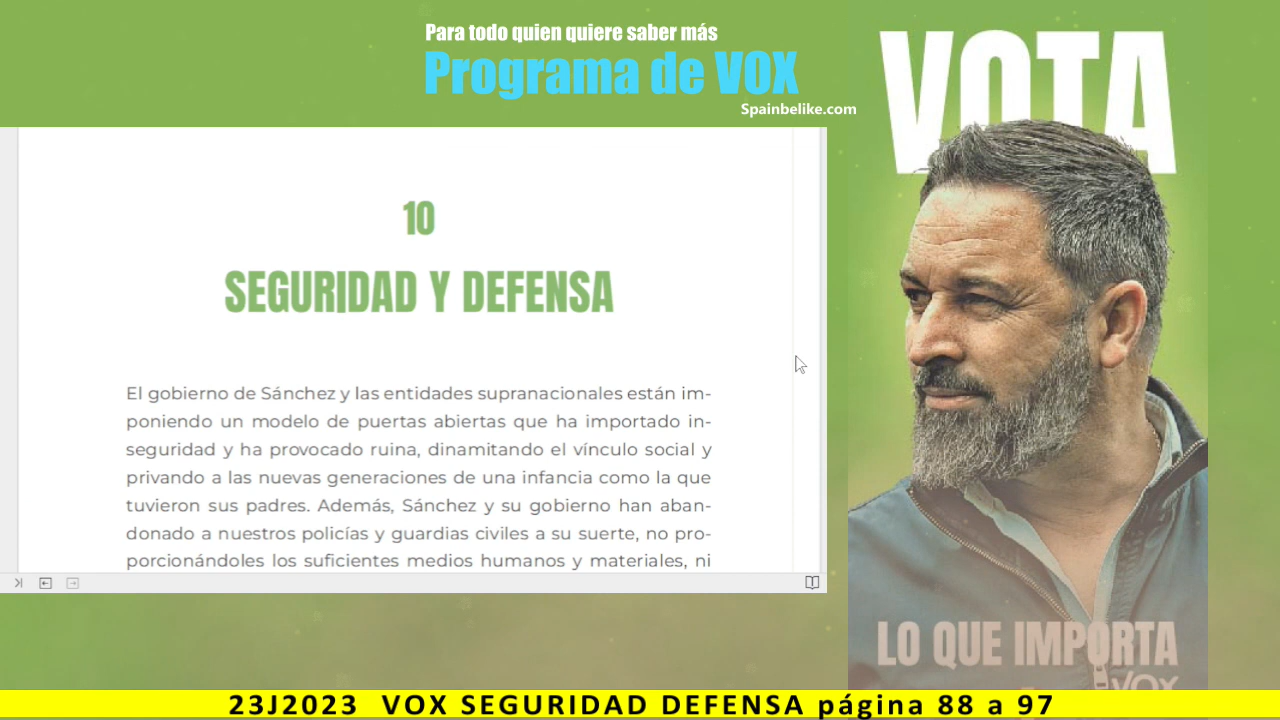 Para todo quien quiere saber más
Programa de VOX
Spainbelike.com
VOTA
10
SEGURIDAD Y DEFENSA
El gobierno de Sánchez y las entidades supranacionales están im-
poniendo un modelo de puertas abiertas que ha importado in-
seguridad y ha provocado ruina, dinamitando el vínculo social y
privando a las nuevas generaciones de una infancia como la que
tuvieron sus padres. Además, Sánchez y su gobierno han aban-
donado a nuestros policías y guardias civiles a su suerte, no pro-
porcionándoles los suficientes medios humanos y materiales, ni
LO QUE IMPORTA
VOX
23J2023 VOX SEGURIDAD DEFENSA página 88 a 97